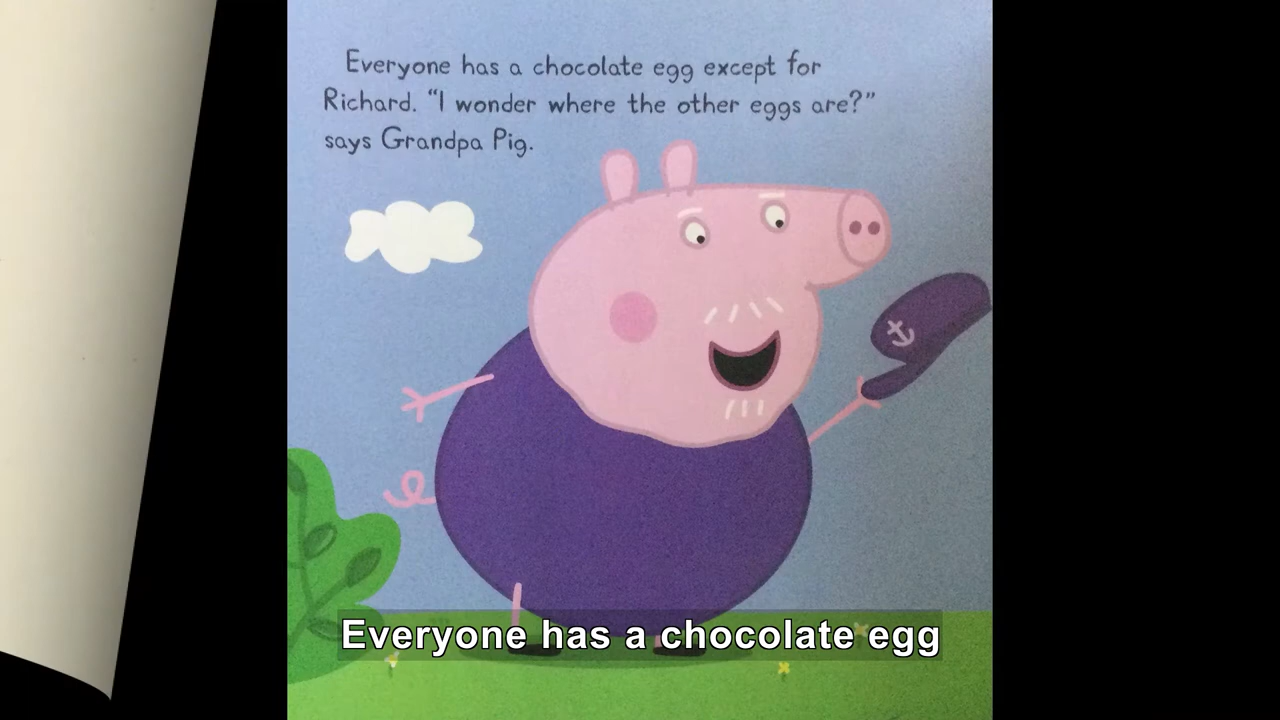 Everyone has a chocolate egg except for
Richard. “I wonder where the other eggs are?”
says Grandpa Pig.
Everyone has a chocolate egg